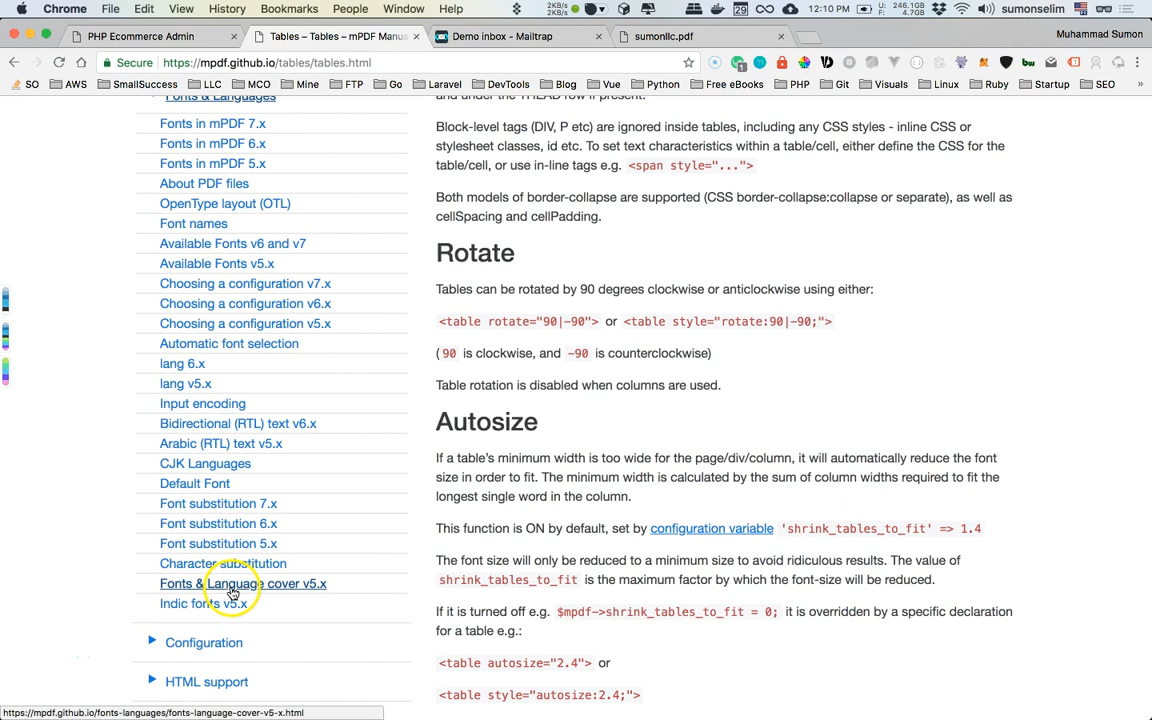 Chrome File Edit View History Bookmarks People Window Help 2KB/s 2KB/s 29 12:10 PM U: 246.1GB F: 4.7GB sumonselim
PHP Ecommerce Admin × Tables – Tables – mPDF Manua × Demo inbox - Mailtrap × sumonllc.pdf × Muhammad Sumon
Secure https://mpdf.github.io/tables/tables.html
SO AWS SmallSuccess LLC MCO Mine FTP Go Laravel DevTools Blog Vue Python Free eBooks PHP Git Visuals Linux Ruby Startup SEO »
Fonts & Languages
Fonts in mPDF 7.x
Fonts in mPDF 6.x
Fonts in mPDF 5.x
About PDF files
OpenType layout (OTL)
Font names
Available Fonts v6 and v7
Available Fonts v5.x
Choosing a configuration v7.x
Choosing a configuration v6.x
Choosing a configuration v5.x
Automatic font selection
lang 6.x
lang v5.x
Input encoding
Bidirectional (RTL) text v6.x
Arabic (RTL) text v5.x
CJK Languages
Default Font
Font substitution 7.x
Font substitution 6.x
Font substitution 5.x
Character substitution
Fonts & Language cover v5.x
Indic fonts v5.x
Configuration
HTML support
https://mpdf.github.io/fonts-languages/fonts-language-cover-v5-x.html
and under the THEAD row if present.
Block-level tags (DIV, P etc) are ignored inside tables, including any CSS styles - inline CSS or
stylesheet classes, id etc. To set text characteristics within a table/cell, either define the CSS for the
table/cell, or use in-line tags e.g. <span style="...">
Both models of border-collapse are supported (CSS border-collapse:collapse or separate), as well as
cellSpacing and cellPadding.
Rotate
Tables can be rotated by 90 degrees clockwise or anticlockwise using either:
<table rotate="90|-90"> or <table style="rotate:90|-90;">
( 90 is clockwise, and -90 is counterclockwise)
Table rotation is disabled when columns are used.
Autosize
If a table's minimum width is too wide for the page/div/column, it will automatically reduce the font
size in order to fit. The minimum width is calculated by the sum of column widths required to fit the
longest single word in the column.
This function is ON by default, set by configuration variable 'shrink_tables_to_fit' => 1.4
The font size will only be reduced to a minimum size to avoid ridiculous results. The value of
shrink_tables_to_fit is the maximum factor by which the font-size will be reduced.
If it is turned off e.g. $mpdf->shrink_tables_to_fit = 0; it is overridden by a specific declaration
for a table e.g.:
<table autosize="2.4"> or
<table style="autosize:2.4;">